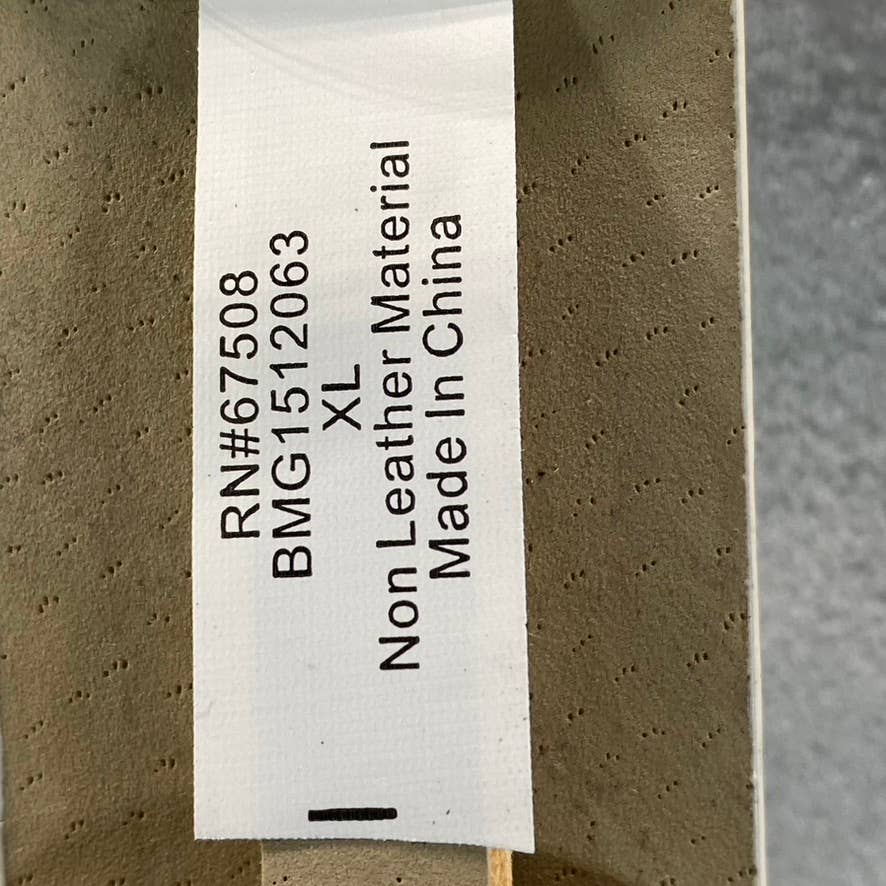 RN#67508
BMG1512063
XL
Non Leather Material
Made In China